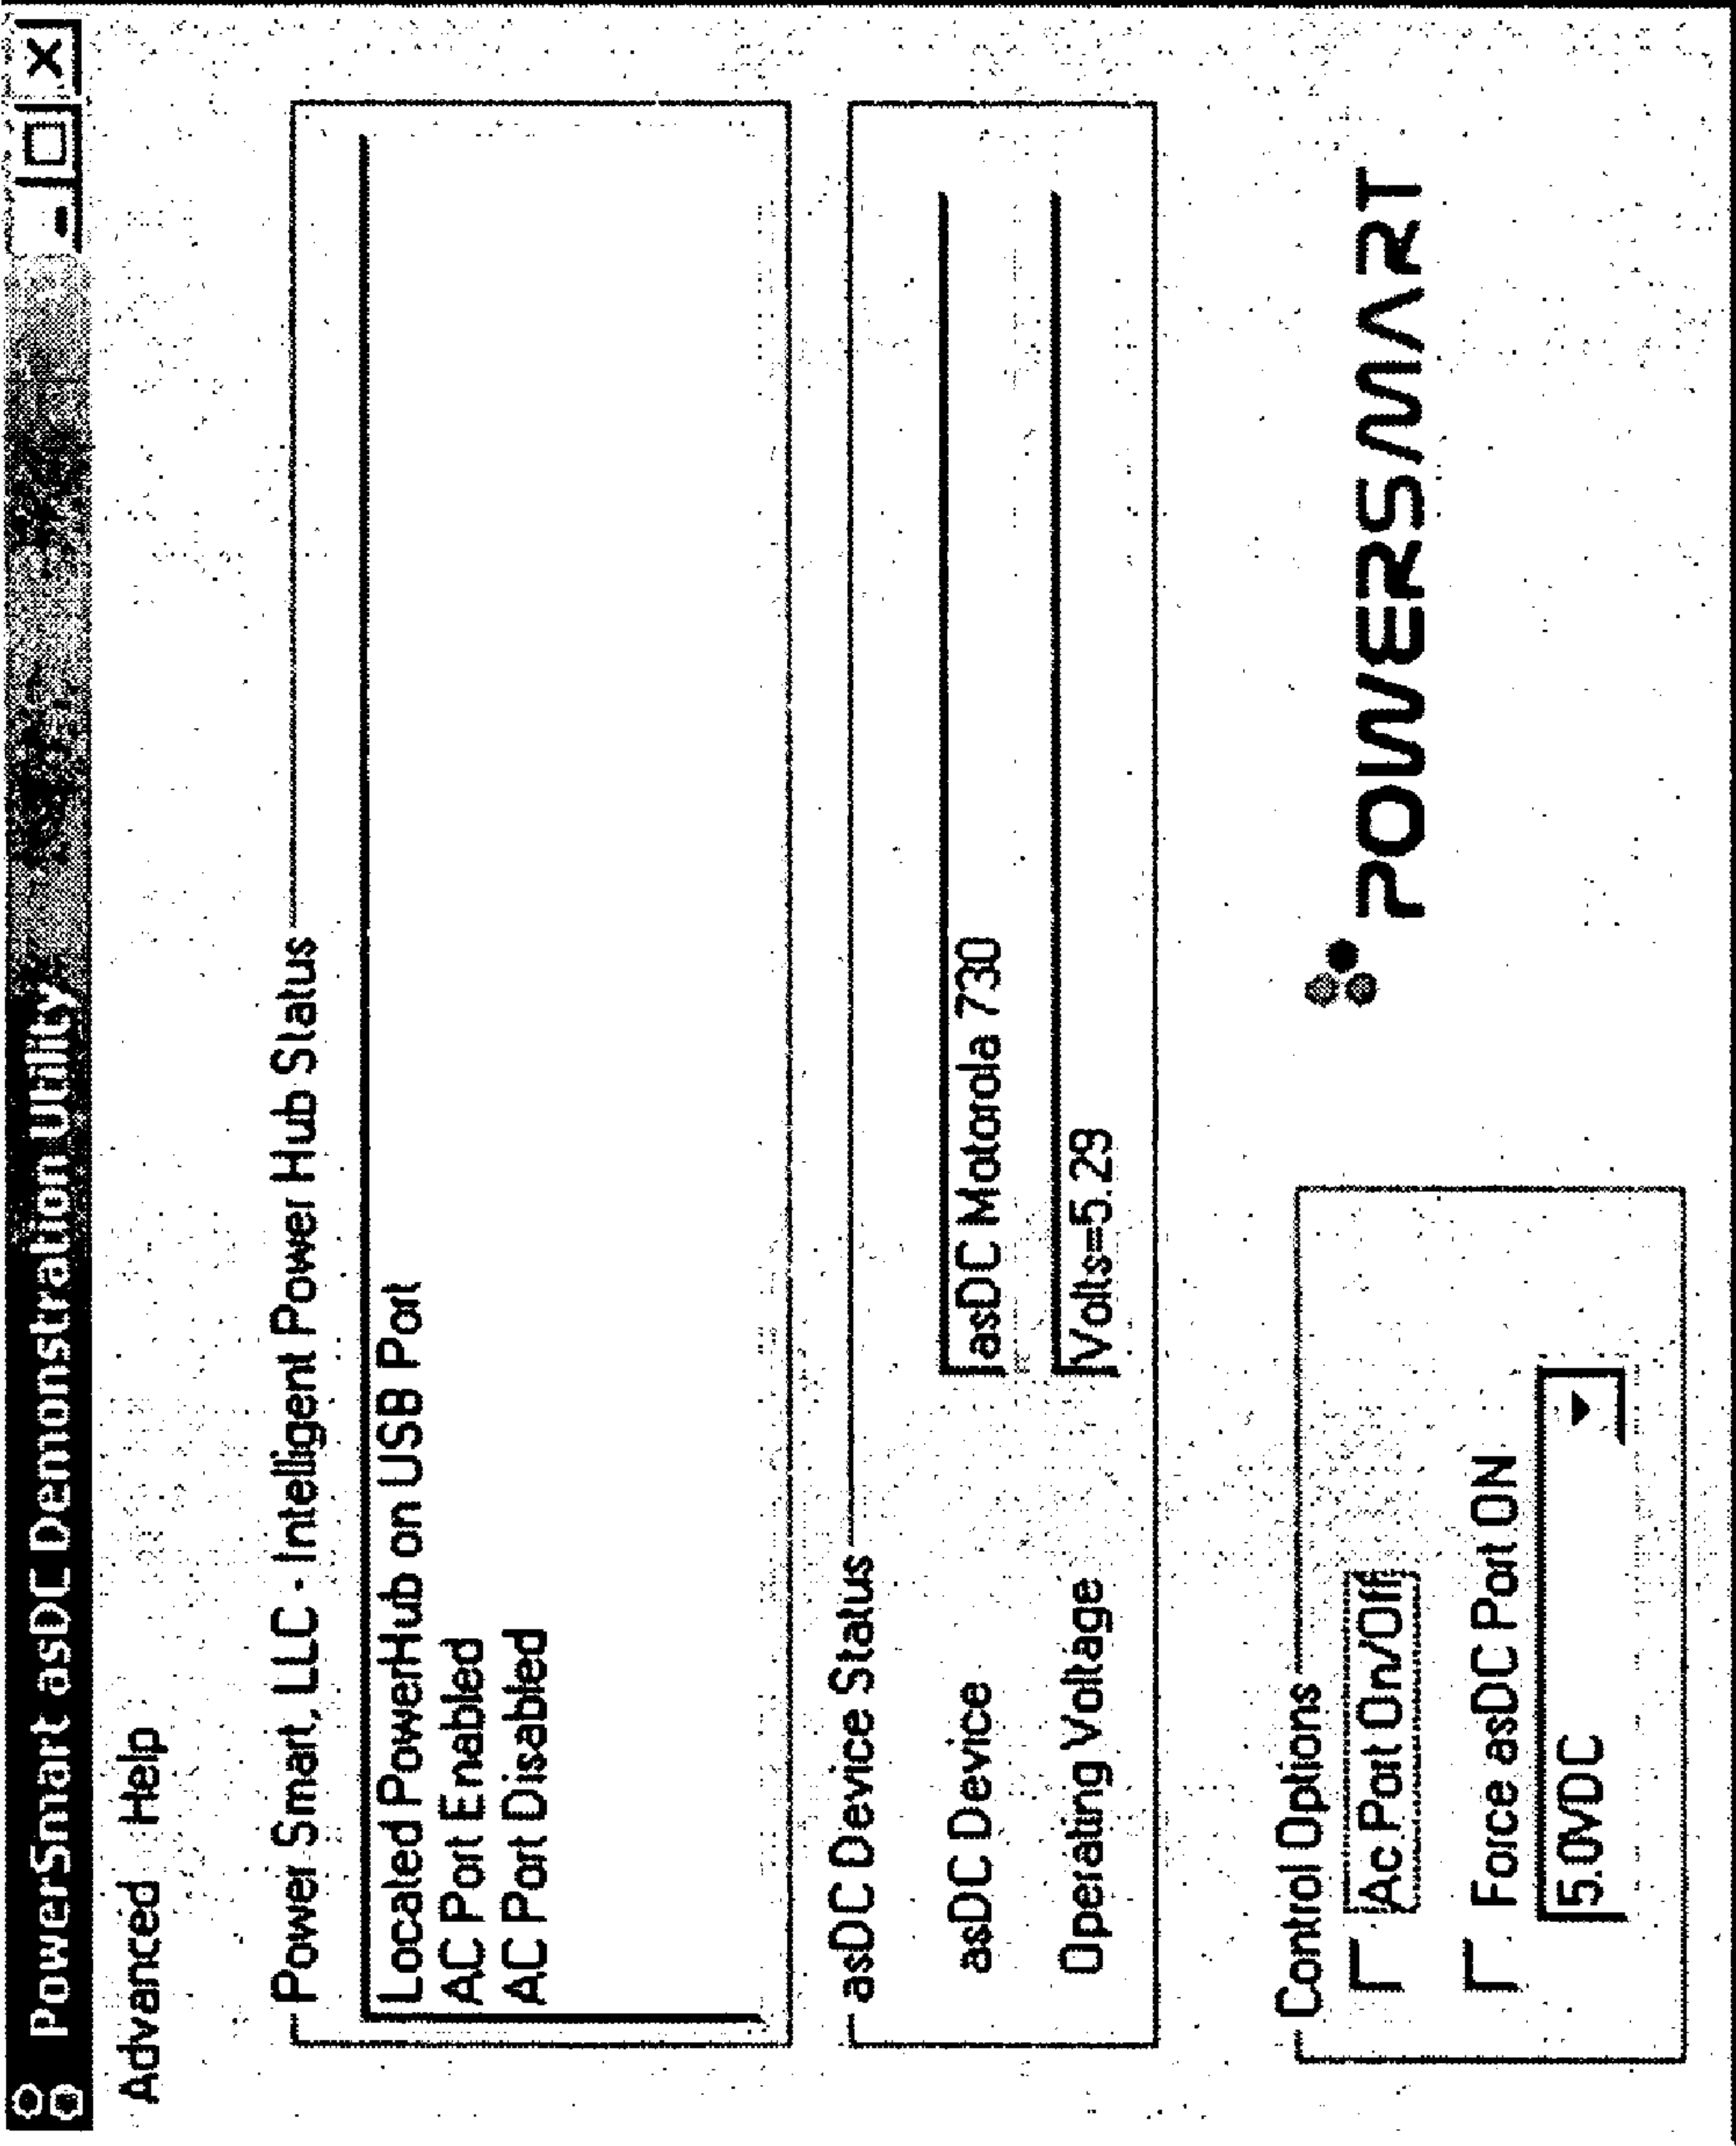 PowerSmart asDC Demonstration Utility
Advanced Help
Power Smart, LLC - Intelligent Power Hub Status
Located PowerHub on USB Port
AC Port Enabled
AC Port Disabled
asDC Device Status
asDC Device
asDC Motorola 730
Operating Voltage
Volts=5.29
Control Options
Ac Port On/Off
Force asDC Port ON
5.0VDC
POWERSMART